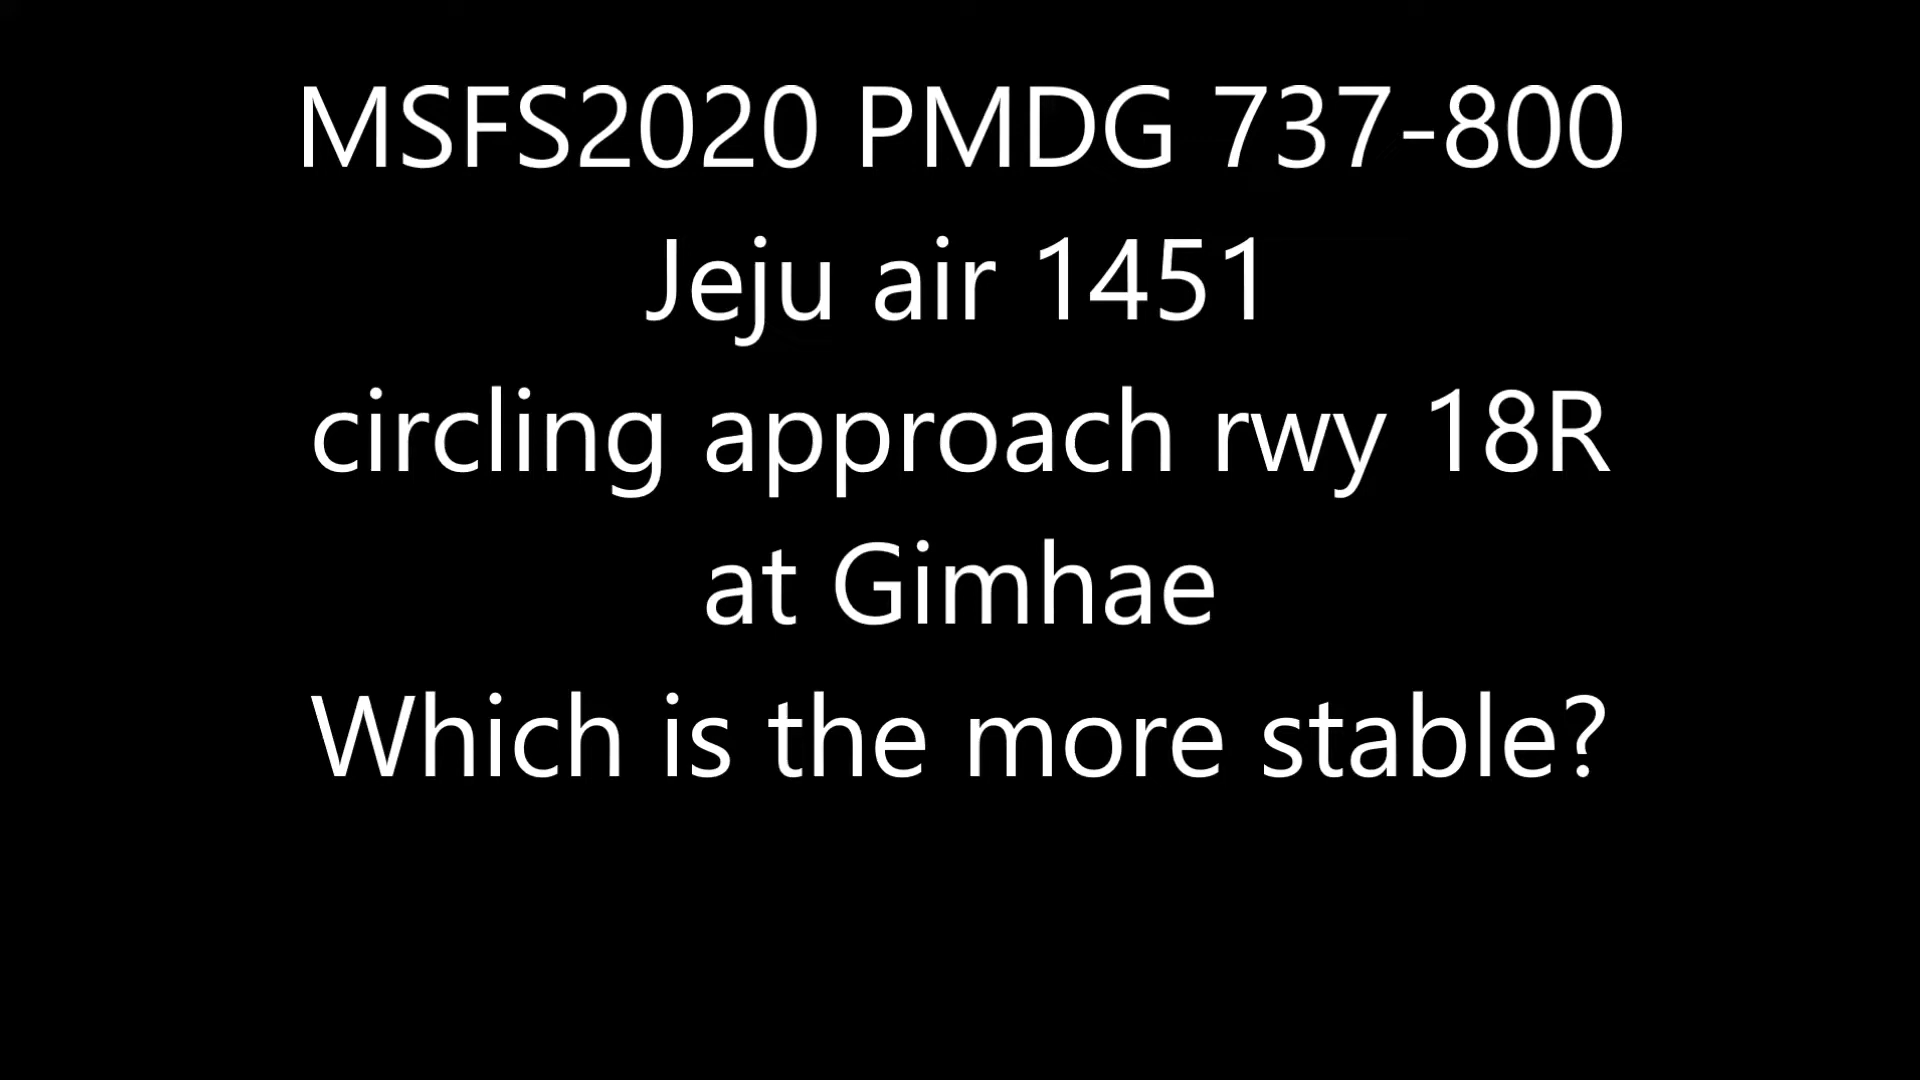 MSFS2020 PMDG 737-800
Jeju air 1451
circling approach rwy 18R
at Gimhae
Which is the more stable?